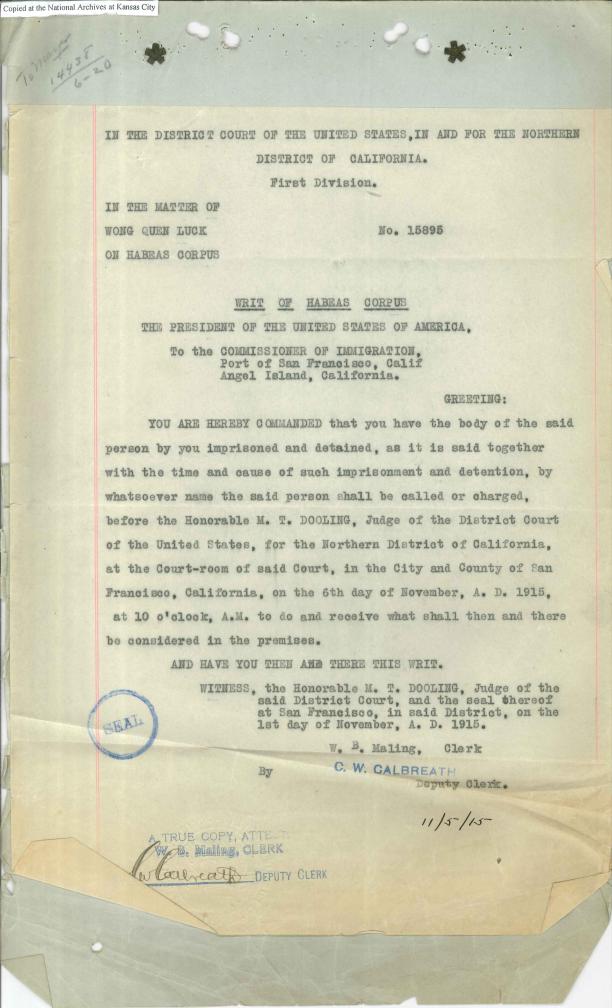 Copied at the National Archives at Kansas City
14438
6-20
IN THE DISTRICT COURT OF THE UNITED STATES,IN AND FOR THE NORTHERN
DISTRICT OF CALIFORNIA.
First Division.
IN THE MATTER OF
WONG QUEN LUCK No. 15895
ON HABEAS CORPUS
WRIT OF HABEAS CORPUS
THE PRESIDENT OF THE UNITED STATES OF AMERICA,
To the COMMISSIONER OF IMMIGRATION,
Port of San Francisco, Calif
Angel Island, California.
GREETING:
YOU ARE HEREBY COMMANDED that you have the body of the said
person by you imprisoned and detained, as it is said together
with the time and cause of such imprisonment and detention, by
whatsoever name the said person shall be called or charged,
before the Honorable M. T. DOOLING, Judge of the District Court
of the United States, for the Northern District of California,
at the Court-room of said Court, in the City and County of San
Francisco, California, on the 6th day of November, A. D. 1915,
at 10 o'clock, A.M. to do and receive what shall then and there
be considered in the premises.
AND HAVE YOU THEN AND THERE THIS WRIT.
WITNESS, the Honorable M. T. DOOLING, Judge of the
said District Court, and the seal thereof
at San Francisco, in said District, on the
1st day of November, A. D. 1915.
SEAL
W. B. Maling, Clerk
By C. W. CALBREATH
Deputy Clerk.
11/5/15
A TRUE COPY, ATTEST
W. B. Maling, CLERK
CW Calbreath DEPUTY CLERK